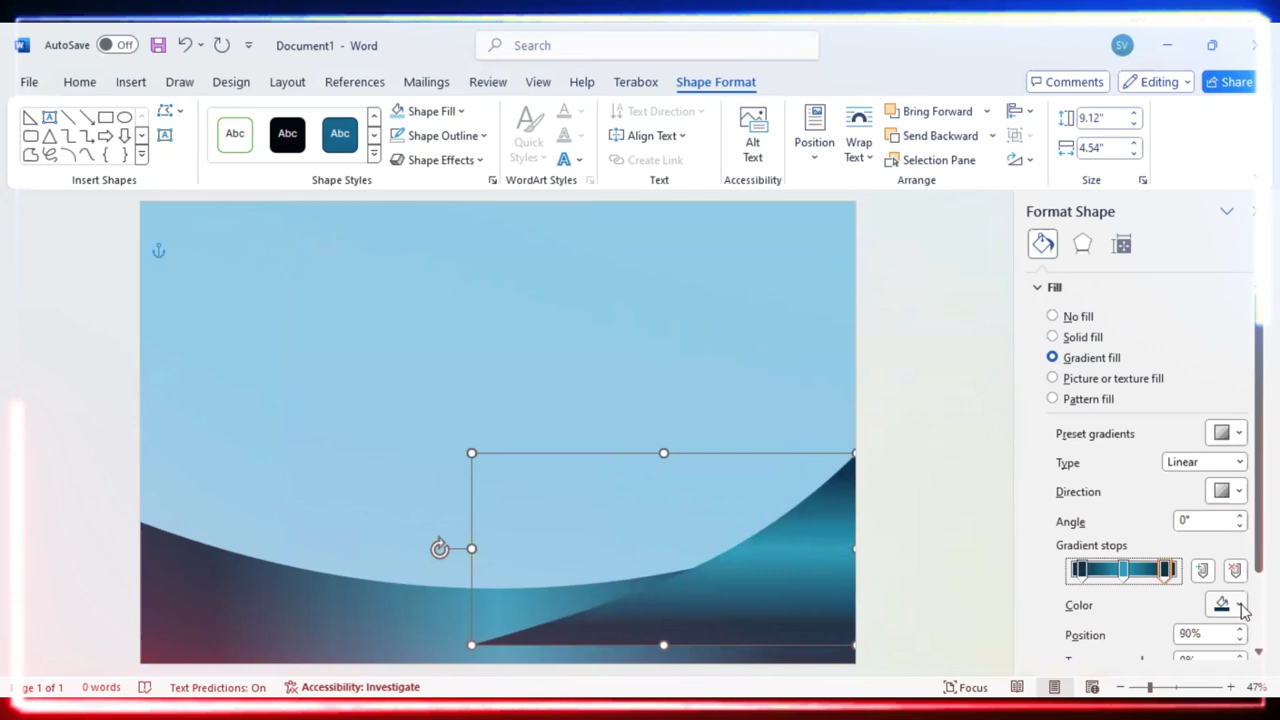 AutoSave Off Document1 - Word Search SV
File Home Insert Draw Design Layout References Mailings Review View Help Terabox Shape Format Comments Editing Share
Abc Abc Abc
Shape Fill
Shape Outline
Shape Effects
Quick
Styles
Text Direction
Align Text
Create Link
Alt
Text
Position
Wrap
Text
Bring Forward
Send Backward
Selection Pane
9.12"
4.54"
Insert Shapes Shape Styles WordArt Styles Text Accessibility Arrange Size
Format Shape
Fill
No fill
Solid fill
Gradient fill
Picture or texture fill
Pattern fill
Preset gradients
Type Linear
Direction
Angle 0°
Gradient stops
Color
Position 90%
ge 1 of 1 0 words Text Predictions: On Accessibility: Investigate Focus 47%